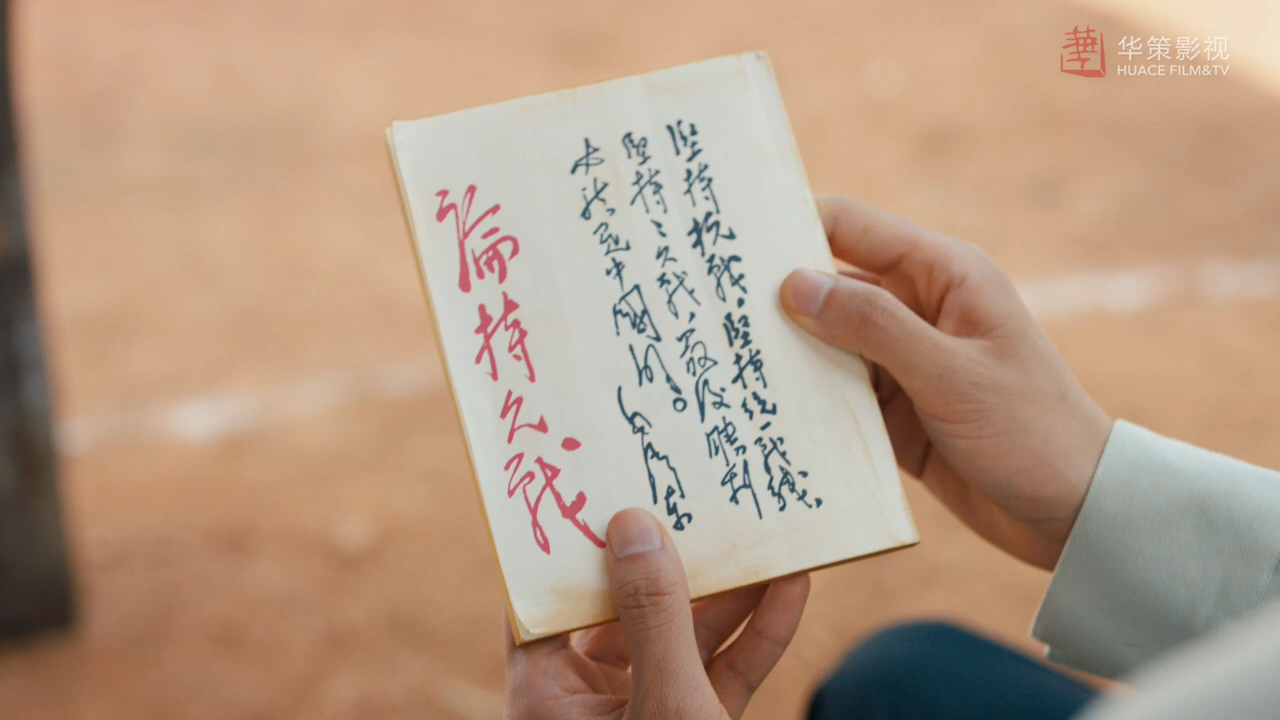 堅持抗戰。堅持統一戰綫。
堅持持久戰，最後勝利
必然是中國的。
毛澤東
論持久戰
華
华策影视
HUACE FILM&TV